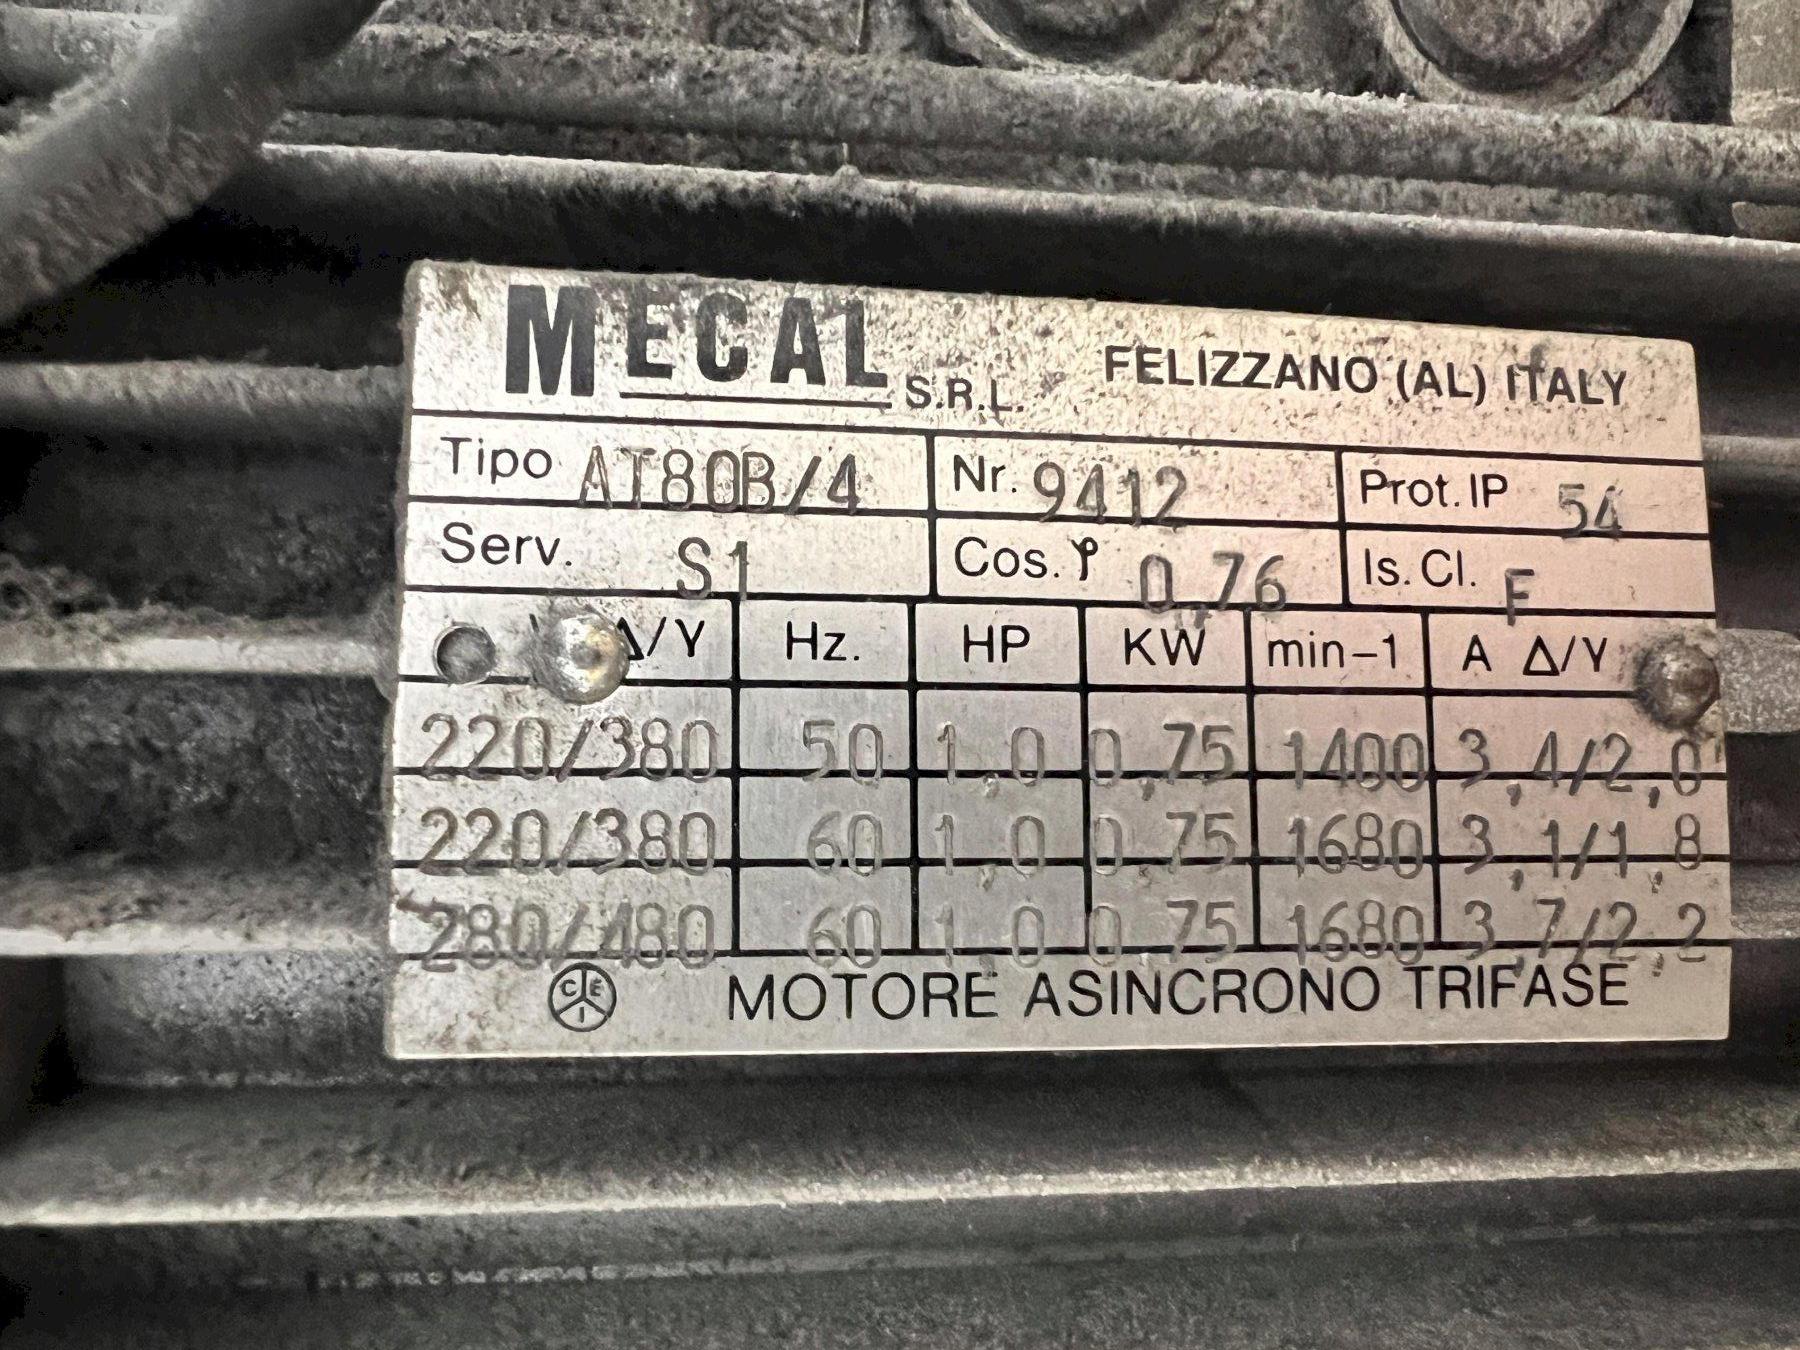 MECAL S.R.L. FELIZZANO (AL) ITALY
Tipo AT80B/4 Nr. 9412 Prot. IP 54
Serv. S1 Cos. φ 0,76 Is. Cl. F
Δ/Y Hz. HP KW min-1 A Δ/Y
220/380 50 1,0 0,75 1400 3,4/2,0
220/380 60 1,0 0,75 1680 3,1/1,8
280/480 60 1,0 0,75 1680 3,7/2,2
C E I MOTORE ASINCRONO TRIFASE